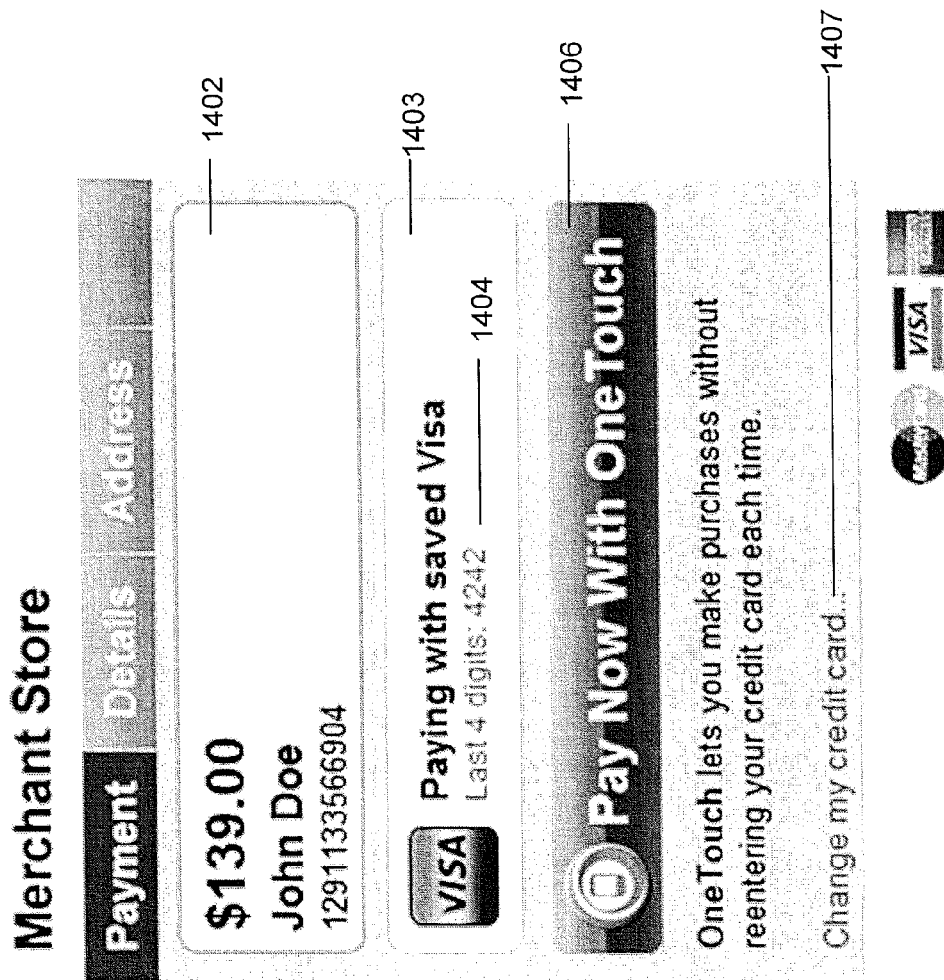 Merchant Store
Payment Details Address
$139.00
John Doe
1291133566904
1402
VISA
Paying with saved Visa
Last 4 digits: 4242
1403
1404
Pay Now With OneTouch
1406
OneTouch lets you make purchases without
reentering your credit card each time.
Change my credit card...
1407
VISA